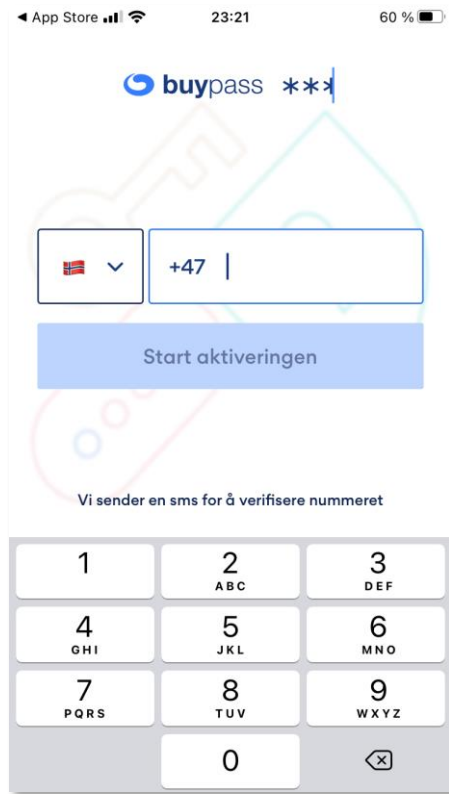 ◀ App Store 23:21 60 %
buypass ***
+47
Start aktiveringen
Vi sender en sms for å verifisere nummeret
1 2 3
ABC DEF
4 5 6
GHI JKL MNO
7 8 9
PQRS TUV WXYZ
0